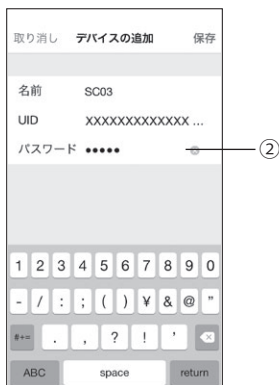 取り消し デバイスの追加 保存
名前 SC03
UID XXXXXXXXXXXXX ...
パスワード ●●●●● ②
1 2 3 4 5 6 7 8 9 0
- / : ; ( ) ¥ & @ "
#+= . , ? ! '
ABC space return